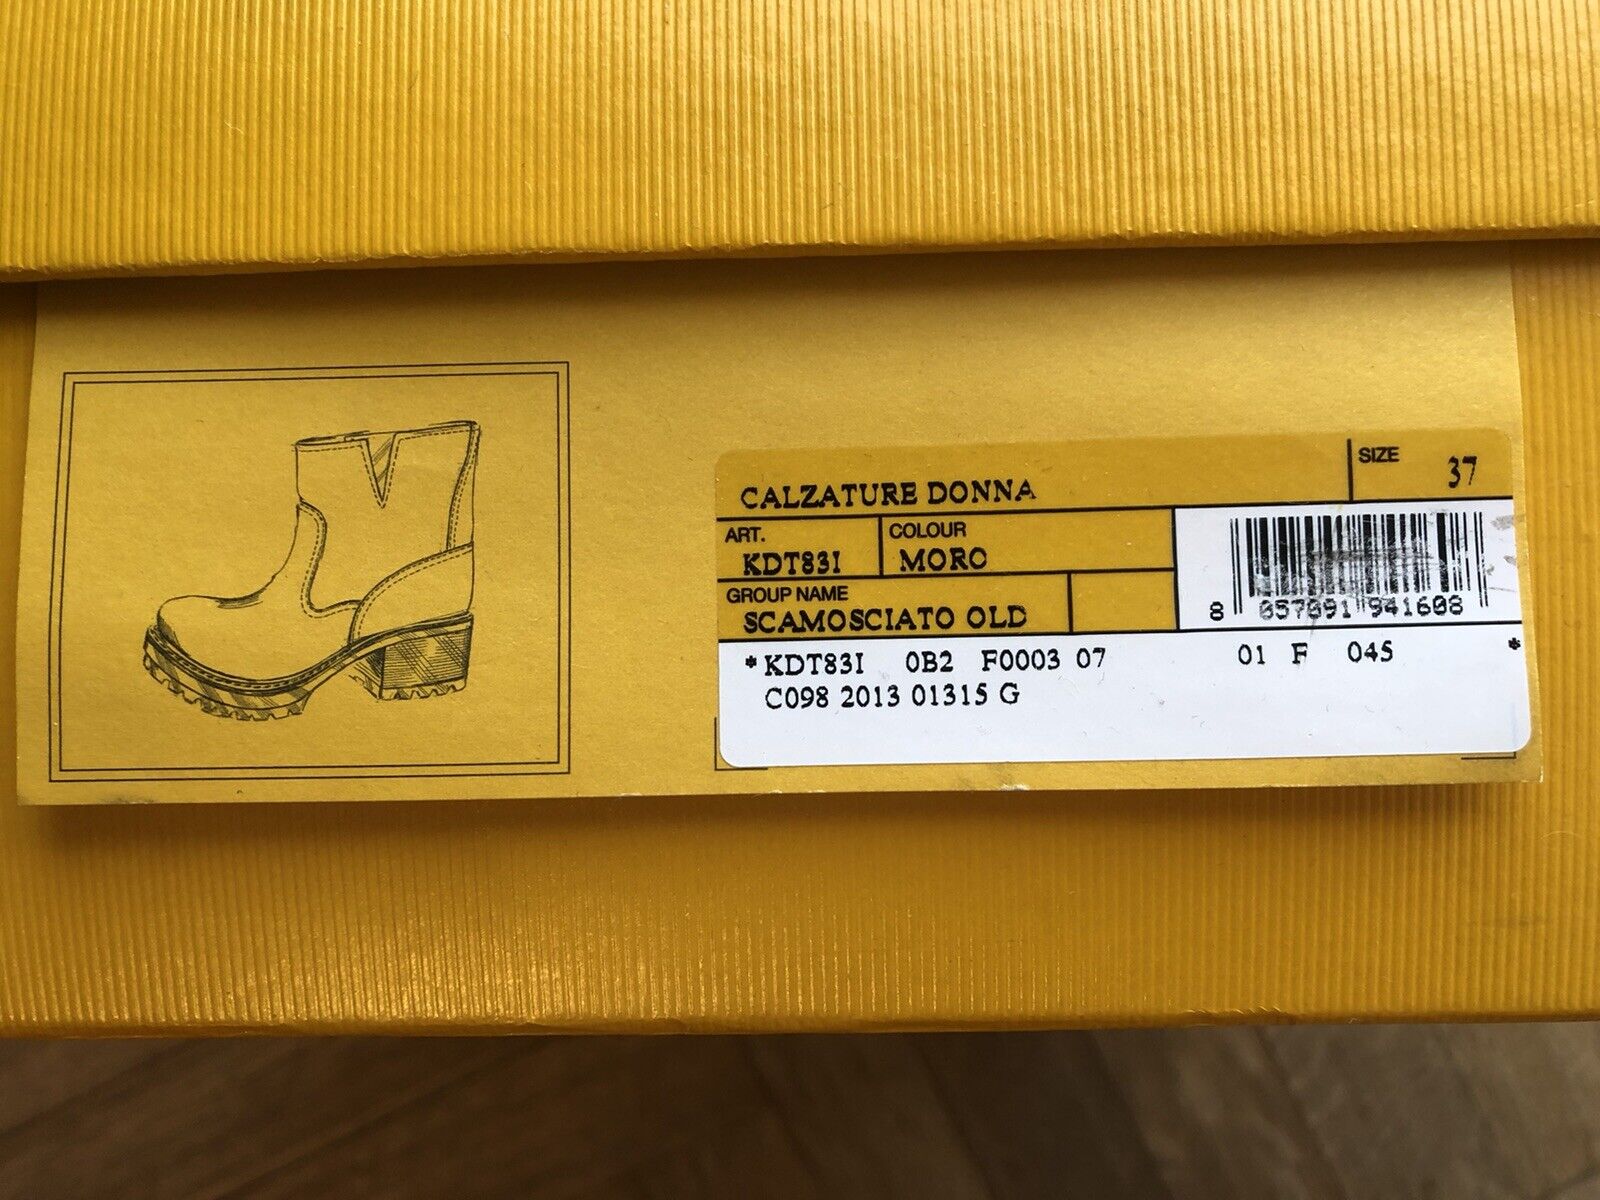 CALZATURE DONNA
SIZE 37
ART. COLOUR
KDT83I MORO
GROUP NAME
SCAMOSCIATO OLD
8 057091 941608
*KDT83I 0B2 F0003 07 01 F 045 *
C098 2013 01315 G